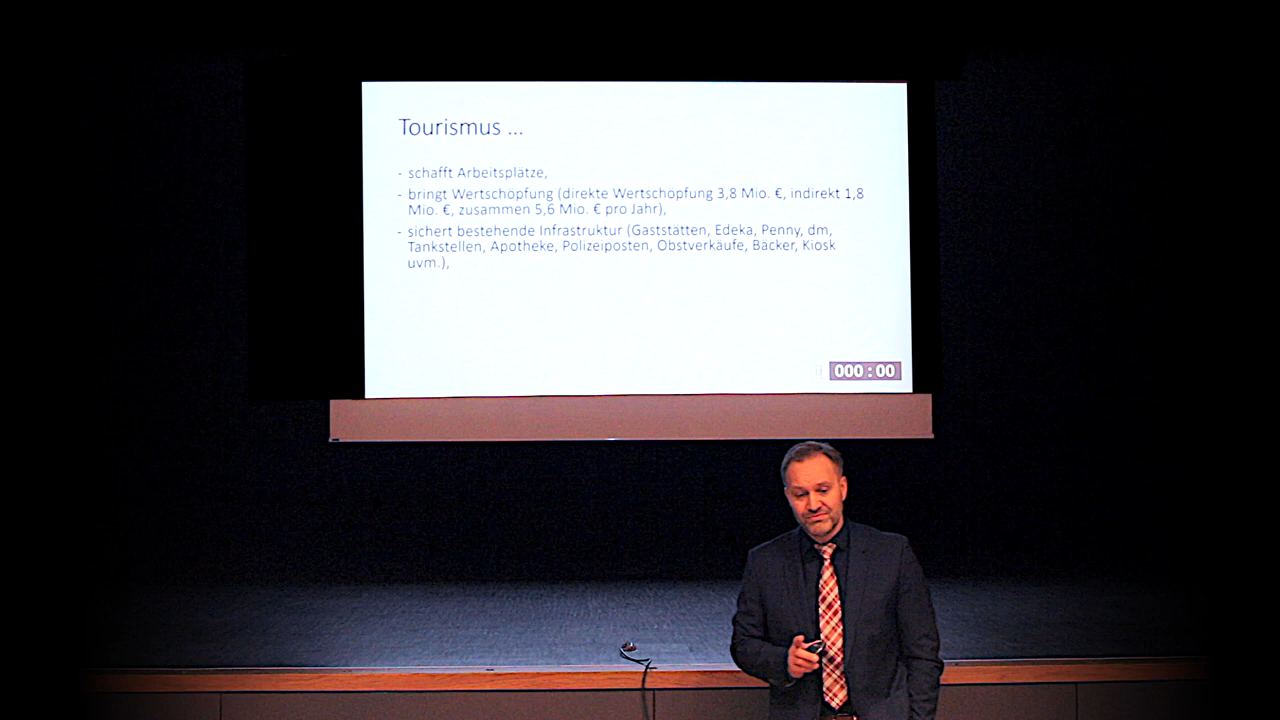 Tourismus ...
- schafft Arbeitsplätze,
- bringt Wertschöpfung (direkte Wertschöpfung 3,8 Mio. €, indirekt 1,8
Mio. €, zusammen 5,6 Mio. € pro Jahr),
- sichert bestehende Infrastruktur (Gaststätten, Edeka, Penny, dm,
Tankstellen, Apotheke, Polizeiposten, Obstverkäufe, Bäcker, Kiosk
uvm.),
000 : 00